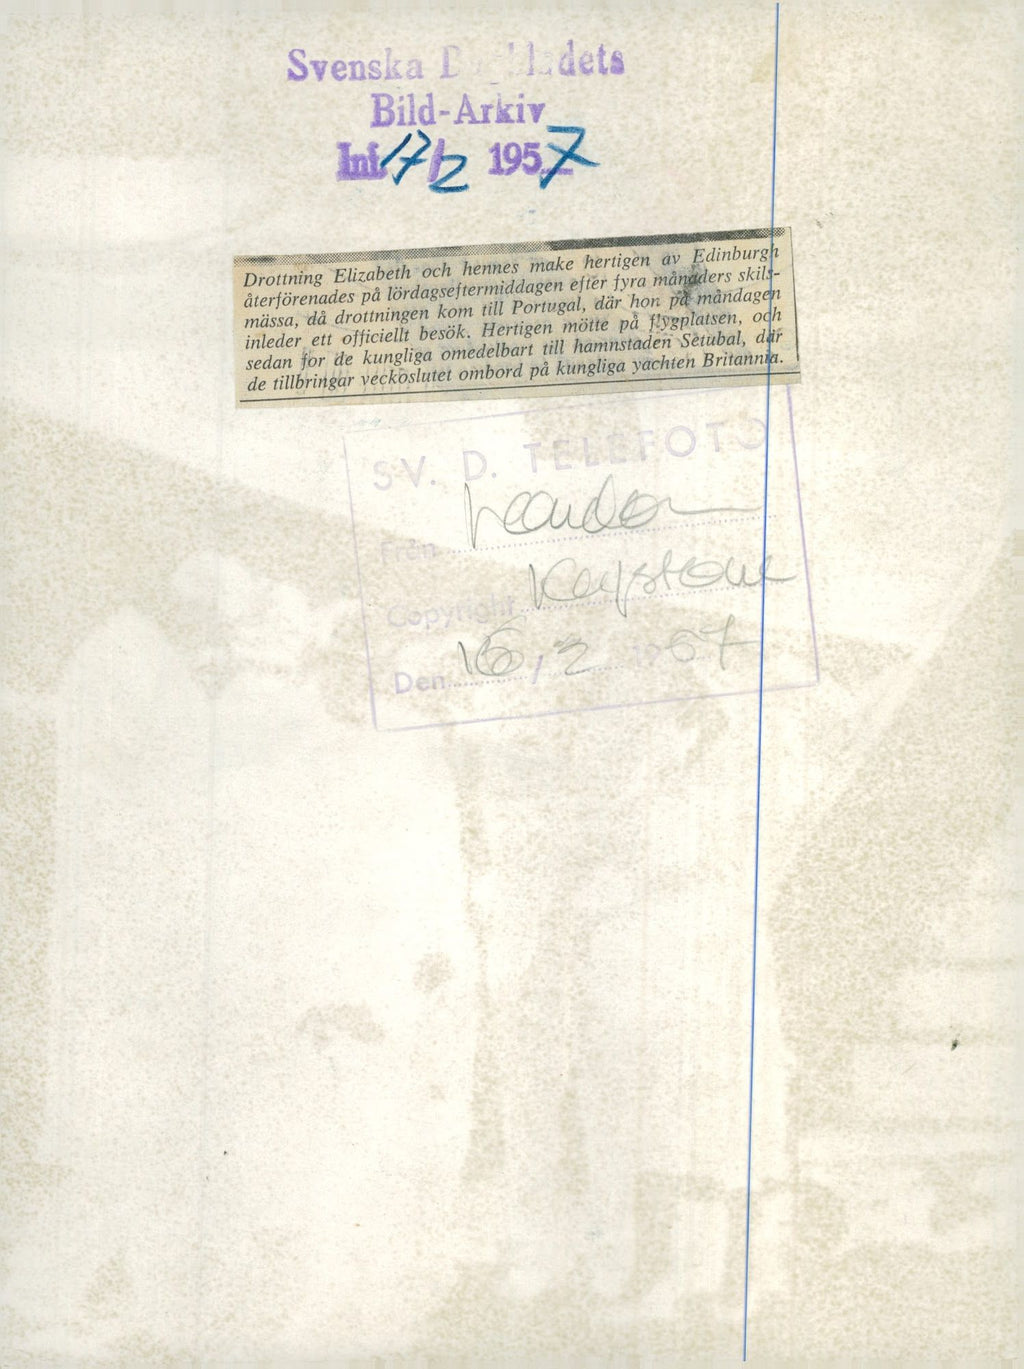 Svenska Dagbladets
Bild-Arkiv
Ink 17/2 1957
Drottning Elizabeth och hennes make hertigen av Edinburgh
återförenades på lördagseftermiddagen efter fyra månaders skils-
mässa, då drottningen kom till Portugal, där hon på måndagen
inleder ett officiellt besök. Hertigen mötte på flygplatsen, och
sedan for de kungliga omedelbart till hamnstaden Setubal, där
de tillbringar veckoslutet ombord på kungliga yachten Britannia.
SV. D. TELEFOTO
Från London
Copyright Keystone
Den 16/2 1957